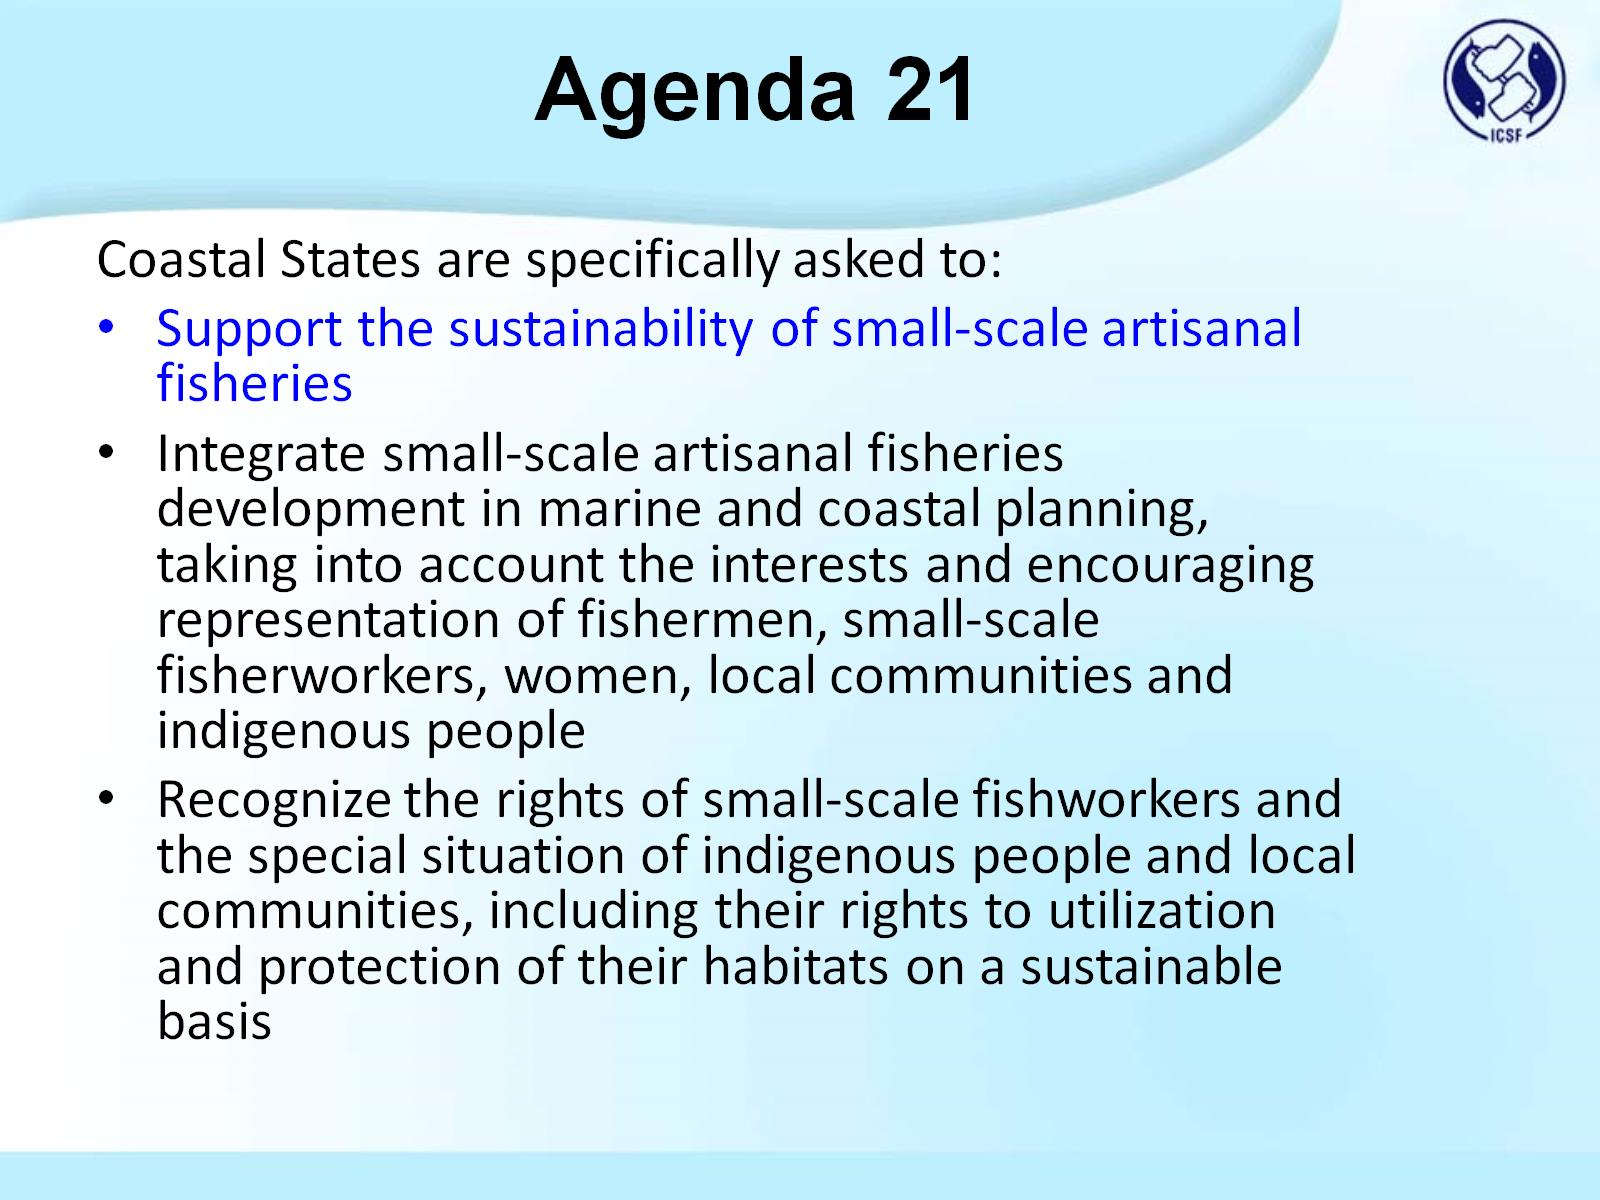 Agenda 21
ICSF
Coastal States are specifically asked to:
• Support the sustainability of small-scale artisanal
fisheries
• Integrate small-scale artisanal fisheries
development in marine and coastal planning,
taking into account the interests and encouraging
representation of fishermen, small-scale
fisherworkers, women, local communities and
indigenous people
• Recognize the rights of small-scale fishworkers and
the special situation of indigenous people and local
communities, including their rights to utilization
and protection of their habitats on a sustainable
basis